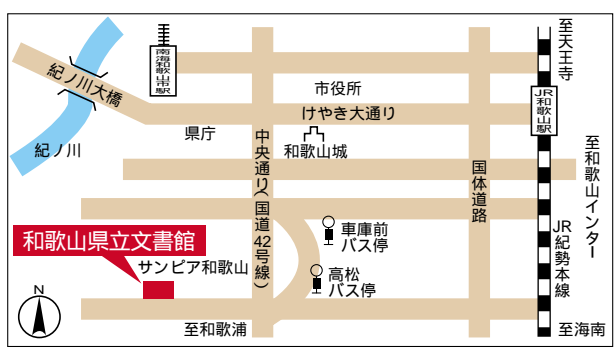 至天王寺
南海和歌山市駅
紀ノ川大橋
市役所
JR和歌山駅
けやき大通り
県庁
和歌山城
紀ノ川
中央通り(国道42号線)
国体道路
至和歌山インター
車庫前
バス停
JR紀勢本線
和歌山県立文書館
サンピア和歌山
高松
バス停
N
至和歌浦
至海南